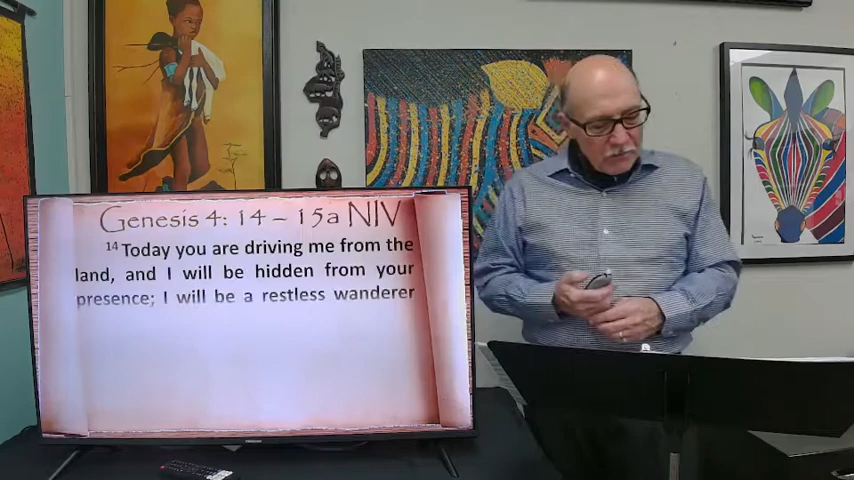 Genesis 4: 14 – 15a NIV
14 Today you are driving me from the
land, and I will be hidden from your
presence; I will be a restless wanderer